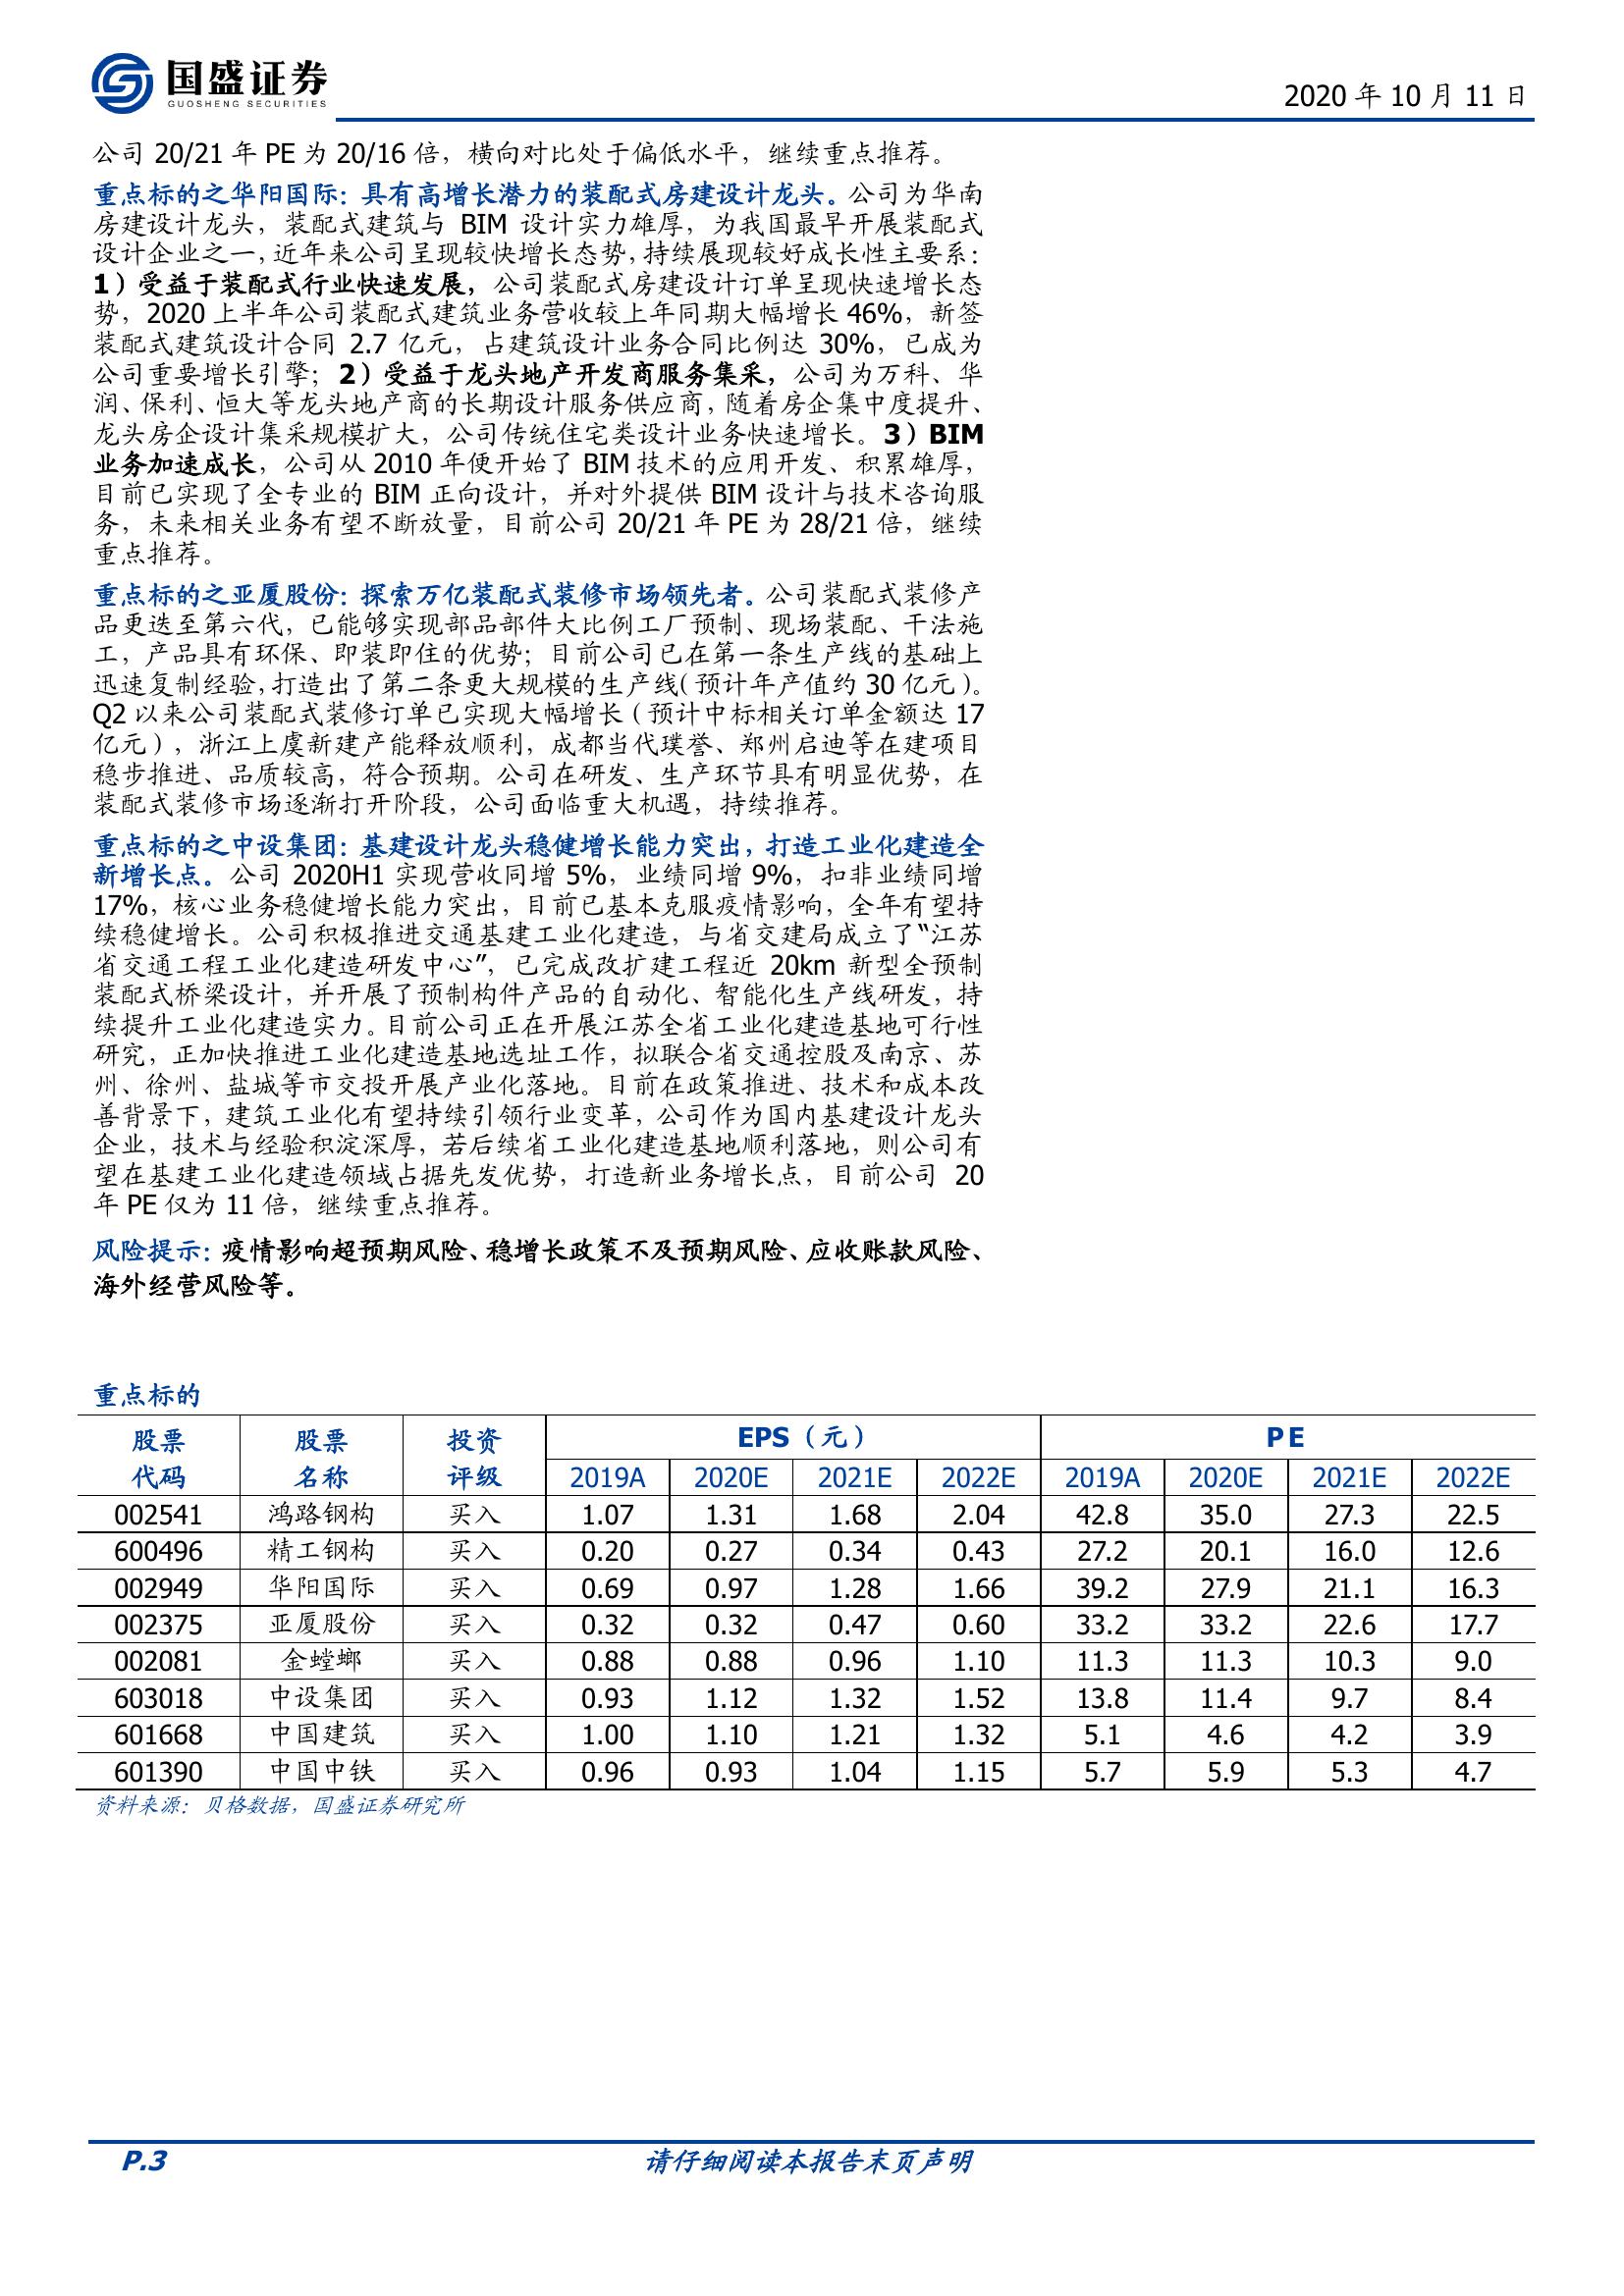 国盛证券
GUOSHENG SECURITIES
2020 年 10 月 11 日
公司 20/21 年 PE 为 20/16 倍，横向对比处于偏低水平，继续重点推荐。
重点标的之华阳国际：具有高增长潜力的装配式房建设计龙头。公司为华南
房建设计龙头，装配式建筑与 BIM 设计实力雄厚，为我国最早开展装配式
设计企业之一，近年来公司呈现较快增长态势，持续展现较好成长性主要系：
1）受益于装配式行业快速发展，公司装配式房建设计订单呈现快速增长态
势，2020 上半年公司装配式建筑业务营收较上年同期大幅增长 46%，新签
装配式建筑设计合同 2.7 亿元，占建筑设计业务合同比例达 30%，已成为
公司重要增长引擎；2）受益于龙头地产开发商服务集采，公司为万科、华
润、保利、恒大等龙头地产商的长期设计服务供应商，随着房企集中度提升、
龙头房企设计集采规模扩大，公司传统住宅类设计业务快速增长。3）BIM
业务加速成长，公司从 2010 年便开始了 BIM 技术的应用开发、积累雄厚，
目前已实现了全专业的 BIM 正向设计，并对外提供 BIM 设计与技术咨询服
务，未来相关业务有望不断放量，目前公司 20/21 年 PE 为 28/21 倍，继续
重点推荐。
重点标的之亚厦股份：探索万亿装配式装修市场领先者。公司装配式装修产
品更迭至第六代，已能够实现部品部件大比例工厂预制、现场装配、干法施
工，产品具有环保、即装即住的优势；目前公司已在第一条生产线的基础上
迅速复制经验，打造出了第二条更大规模的生产线（预计年产值约 30 亿元）。
Q2 以来公司装配式装修订单已实现大幅增长（预计中标相关订单金额达 17
亿元），浙江上虞新建产能释放顺利，成都当代璞誉、郑州启迪等在建项目
稳步推进、品质较高，符合预期。公司在研发、生产环节具有明显优势，在
装配式装修市场逐渐打开阶段，公司面临重大机遇，持续推荐。
重点标的之中设集团：基建设计龙头稳健增长能力突出，打造工业化建造全
新增长点。公司 2020H1 实现营收同增 5%，业绩同增 9%，扣非业绩同增
17%，核心业务稳健增长能力突出，目前已基本克服疫情影响，全年有望持
续稳健增长。公司积极推进交通基建工业化建造，与省交建局成立了“江苏
省交通工程工业化建造研发中心”，已完成改扩建工程近 20km 新型全预制
装配式桥梁设计，并开展了预制构件产品的自动化、智能化生产线研发，持
续提升工业化建造实力。目前公司正在开展江苏全省工业化建造基地可行性
研究，正加快推进工业化建造基地选址工作，拟联合省交通控股及南京、苏
州、徐州、盐城等市交投开展产业化落地。目前在政策推进、技术和成本改
善背景下，建筑工业化有望持续引领行业变革，公司作为国内基建设计龙头
企业，技术与经验积淀深厚，若后续省工业化建造基地顺利落地，则公司有
望在基建工业化建造领域占据先发优势，打造新业务增长点，目前公司 20
年 PE 仅为 11 倍，继续重点推荐。
风险提示：疫情影响超预期风险、稳增长政策不及预期风险、应收账款风险、
海外经营风险等。
重点标的
股票 股票 投资 EPS（元） PE
代码 名称 评级 2019A 2020E 2021E 2022E 2019A 2020E 2021E 2022E
002541 鸿路钢构 买入 1.07 1.31 1.68 2.04 42.8 35.0 27.3 22.5
600496 精工钢构 买入 0.20 0.27 0.34 0.43 27.2 20.1 16.0 12.6
002949 华阳国际 买入 0.69 0.97 1.28 1.66 39.2 27.9 21.1 16.3
002375 亚厦股份 买入 0.32 0.32 0.47 0.60 33.2 33.2 22.6 17.7
002081 金螳螂 买入 0.88 0.88 0.96 1.10 11.3 11.3 10.3 9.0
603018 中设集团 买入 0.93 1.12 1.32 1.52 13.8 11.4 9.7 8.4
601668 中国建筑 买入 1.00 1.10 1.21 1.32 5.1 4.6 4.2 3.9
601390 中国中铁 买入 0.96 0.93 1.04 1.15 5.7 5.9 5.3 4.7
资料来源：贝格数据，国盛证券研究所
P.3 请仔细阅读本报告末页声明